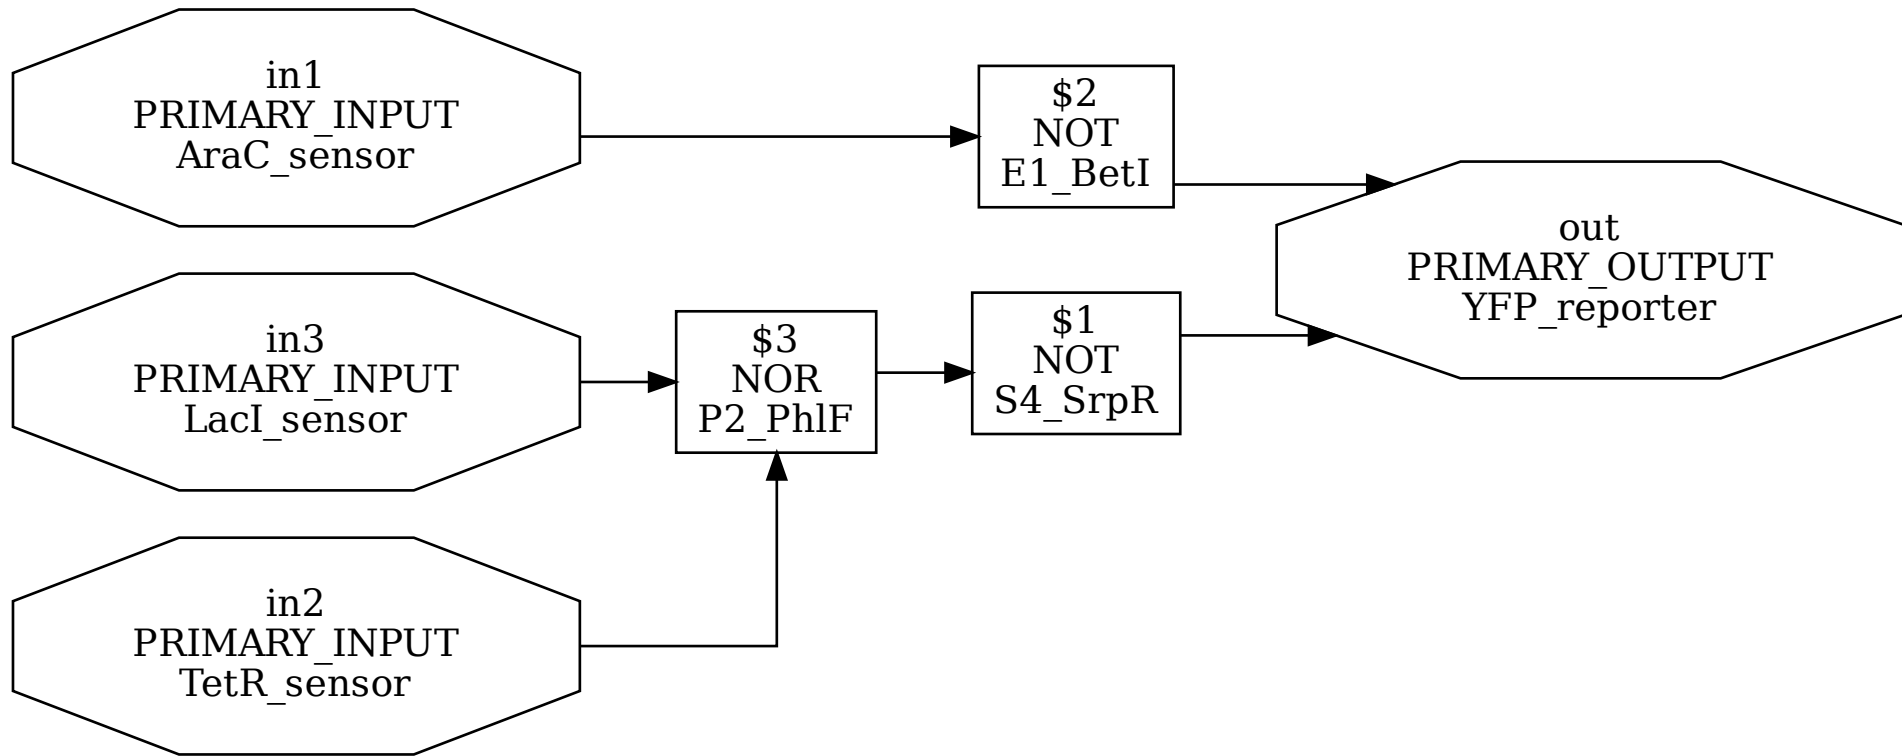 in1
PRIMARY_INPUT
AraC_sensor
$2
NOT
E1_BetI
out
PRIMARY_OUTPUT
YFP_reporter
in3
PRIMARY_INPUT
LacI_sensor
$3
NOR
P2_PhlF
$1
NOT
S4_SrpR
in2
PRIMARY_INPUT
TetR_sensor